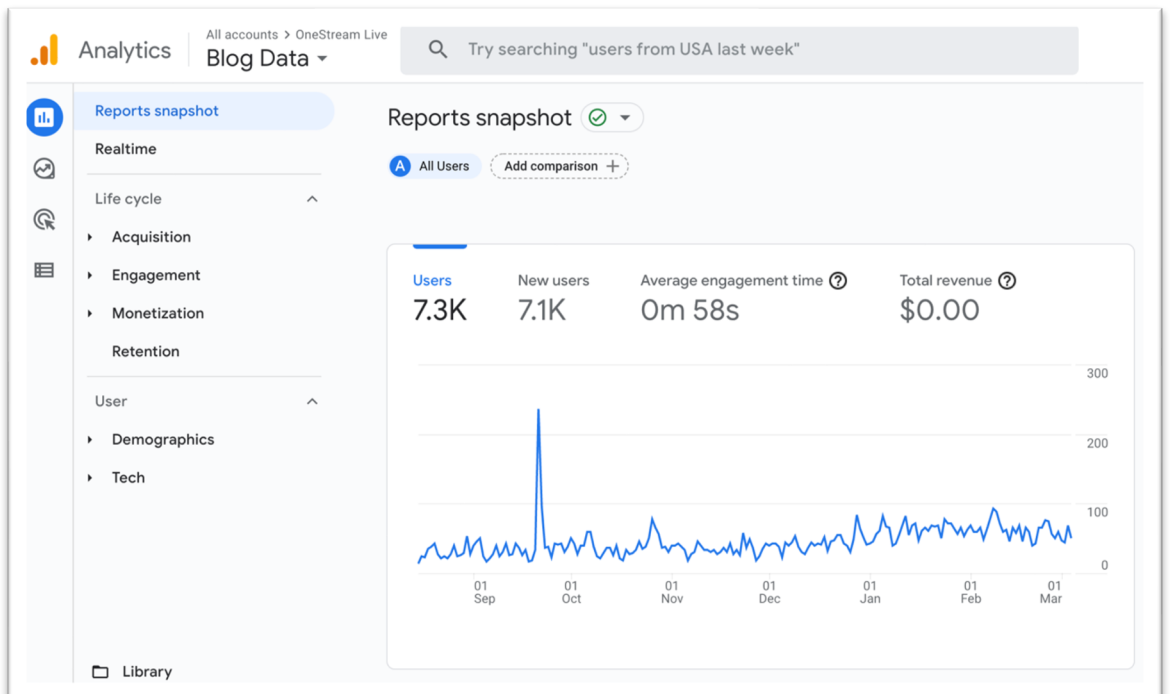 Analytics
All accounts > OneStream Live
Blog Data
Try searching "users from USA last week"
Reports snapshot
Realtime
Life cycle
Acquisition
Engagement
Monetization
Retention
User
Demographics
Tech
Library
Reports snapshot
A All Users
Add comparison +
Users
7.3K
New users
7.1K
Average engagement time ?
0m 58s
Total revenue ?
$0.00
300
200
100
0
01 Sep
01 Oct
01 Nov
01 Dec
01 Jan
01 Feb
01 Mar